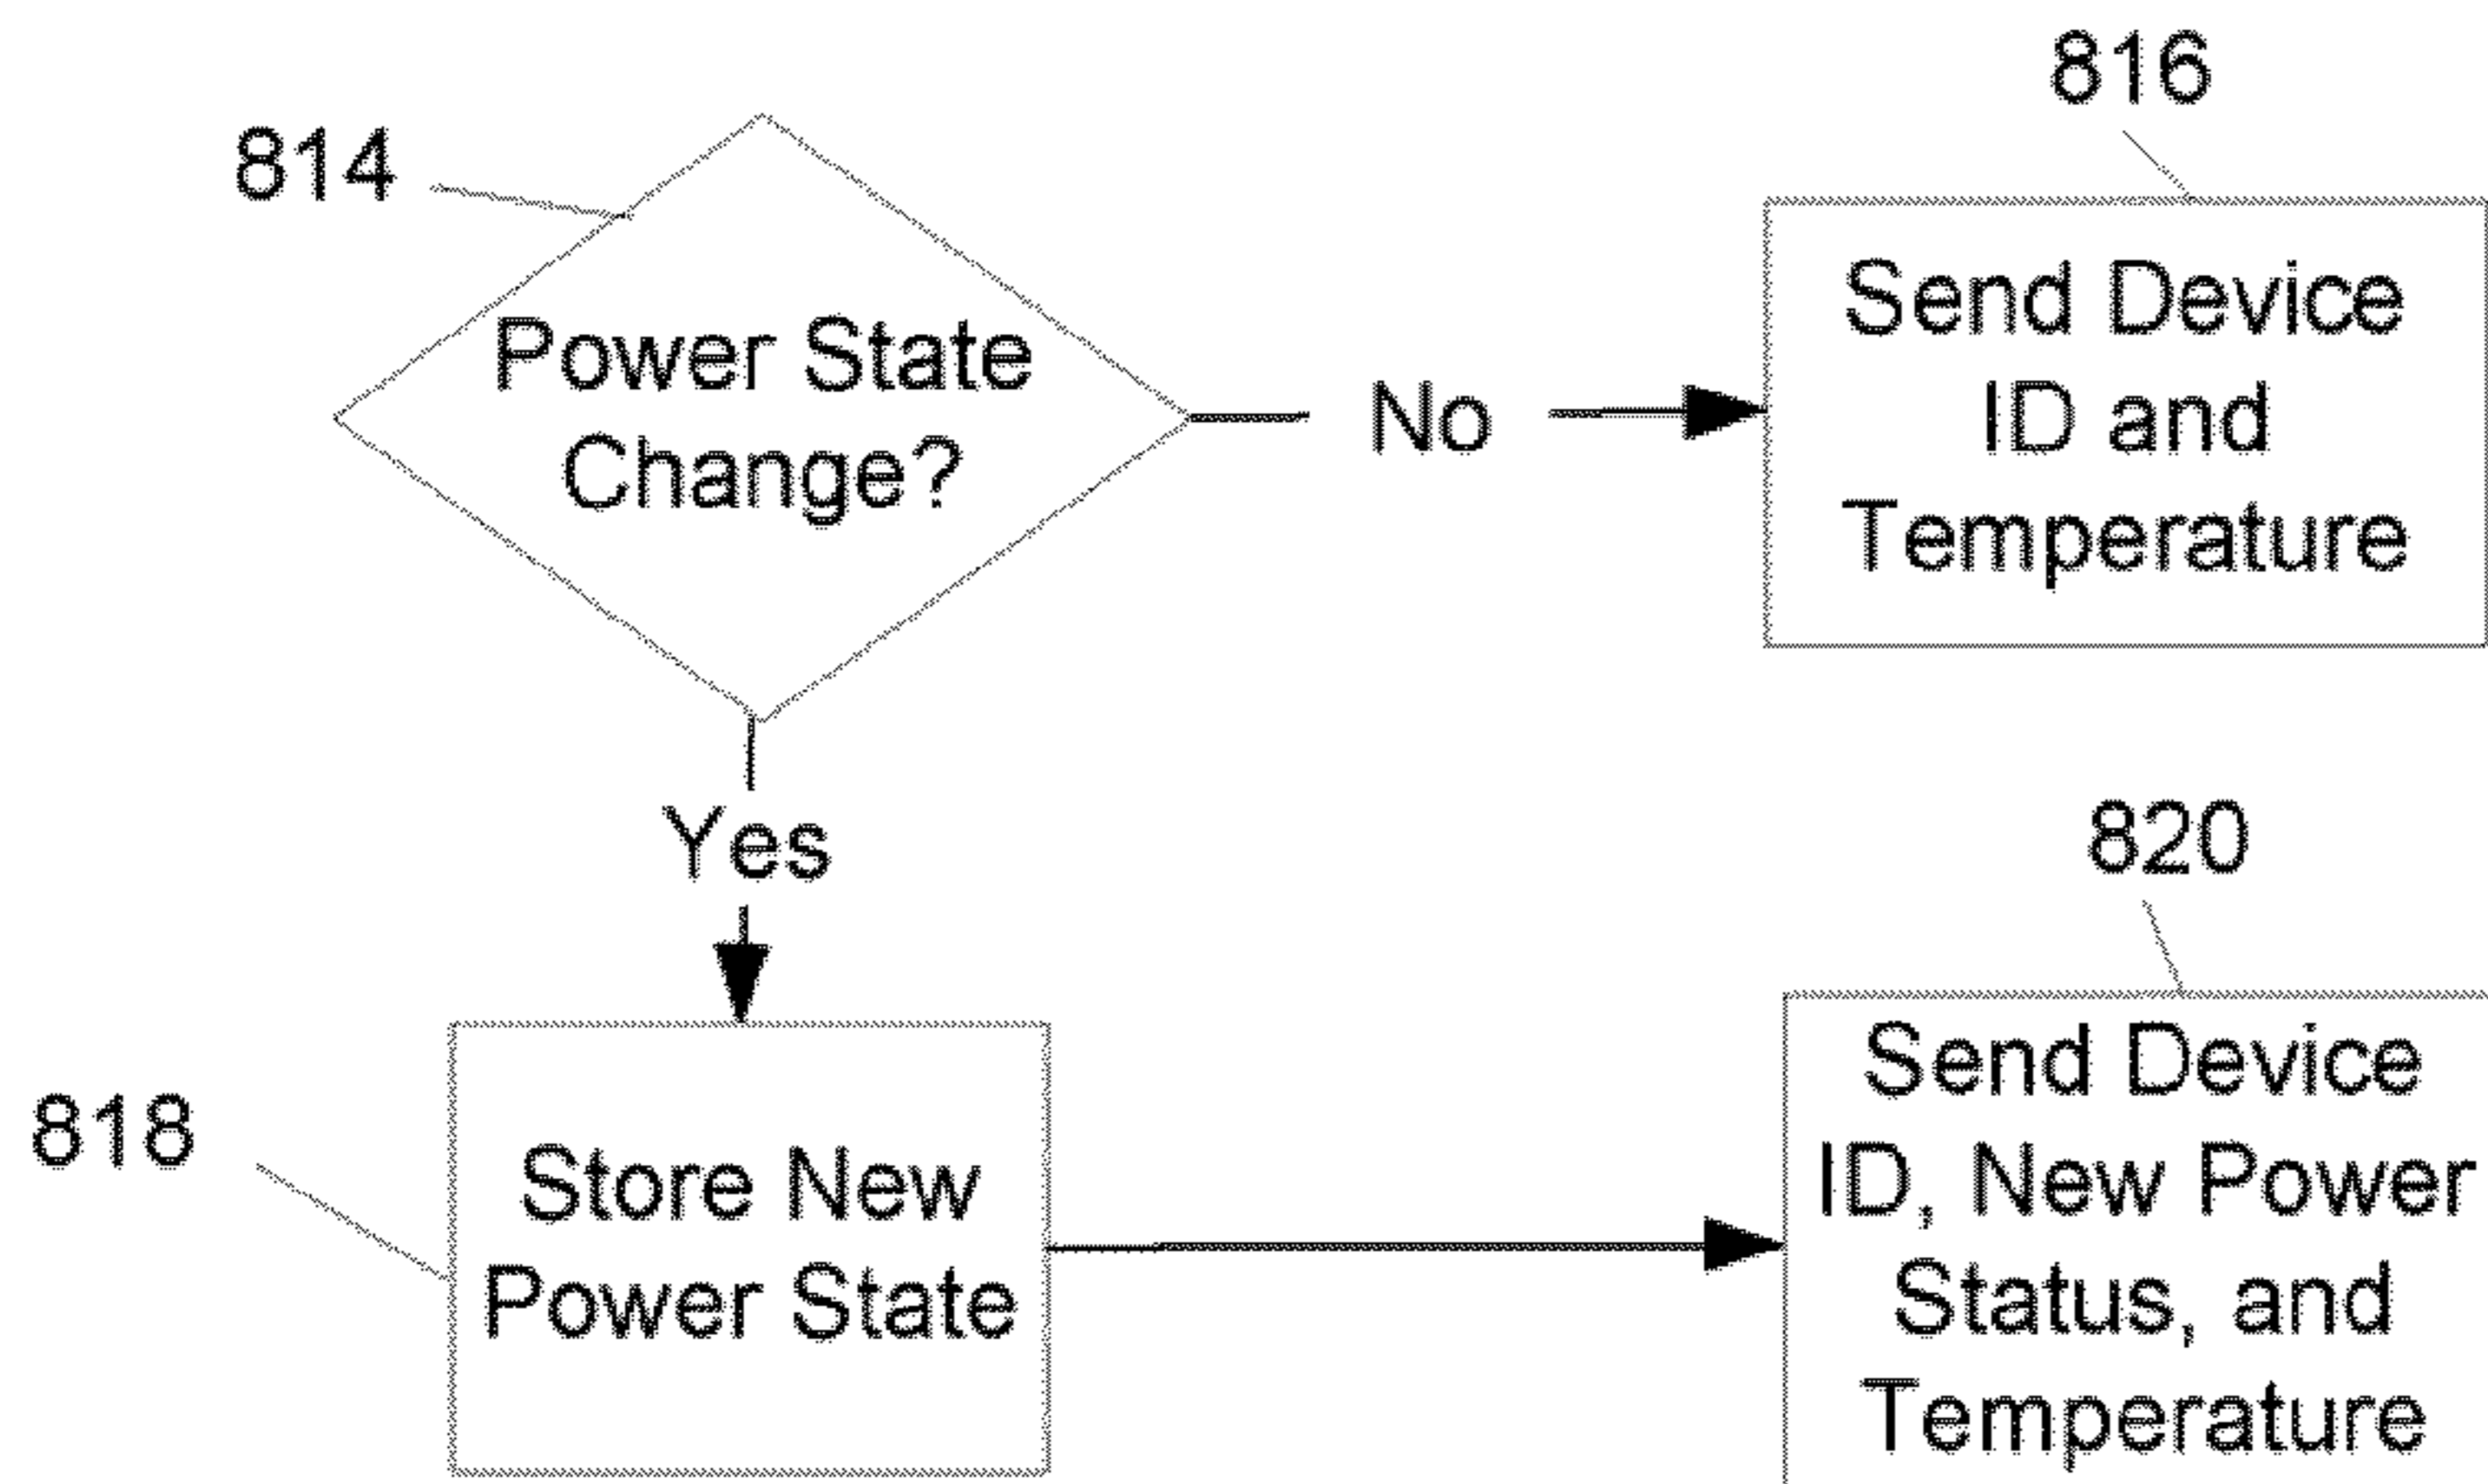 814
Power State
Change?
No
816
Send Device
ID and
Temperature
Yes
818
Store New
Power State
820
Send Device
ID, New Power
Status, and
Temperature